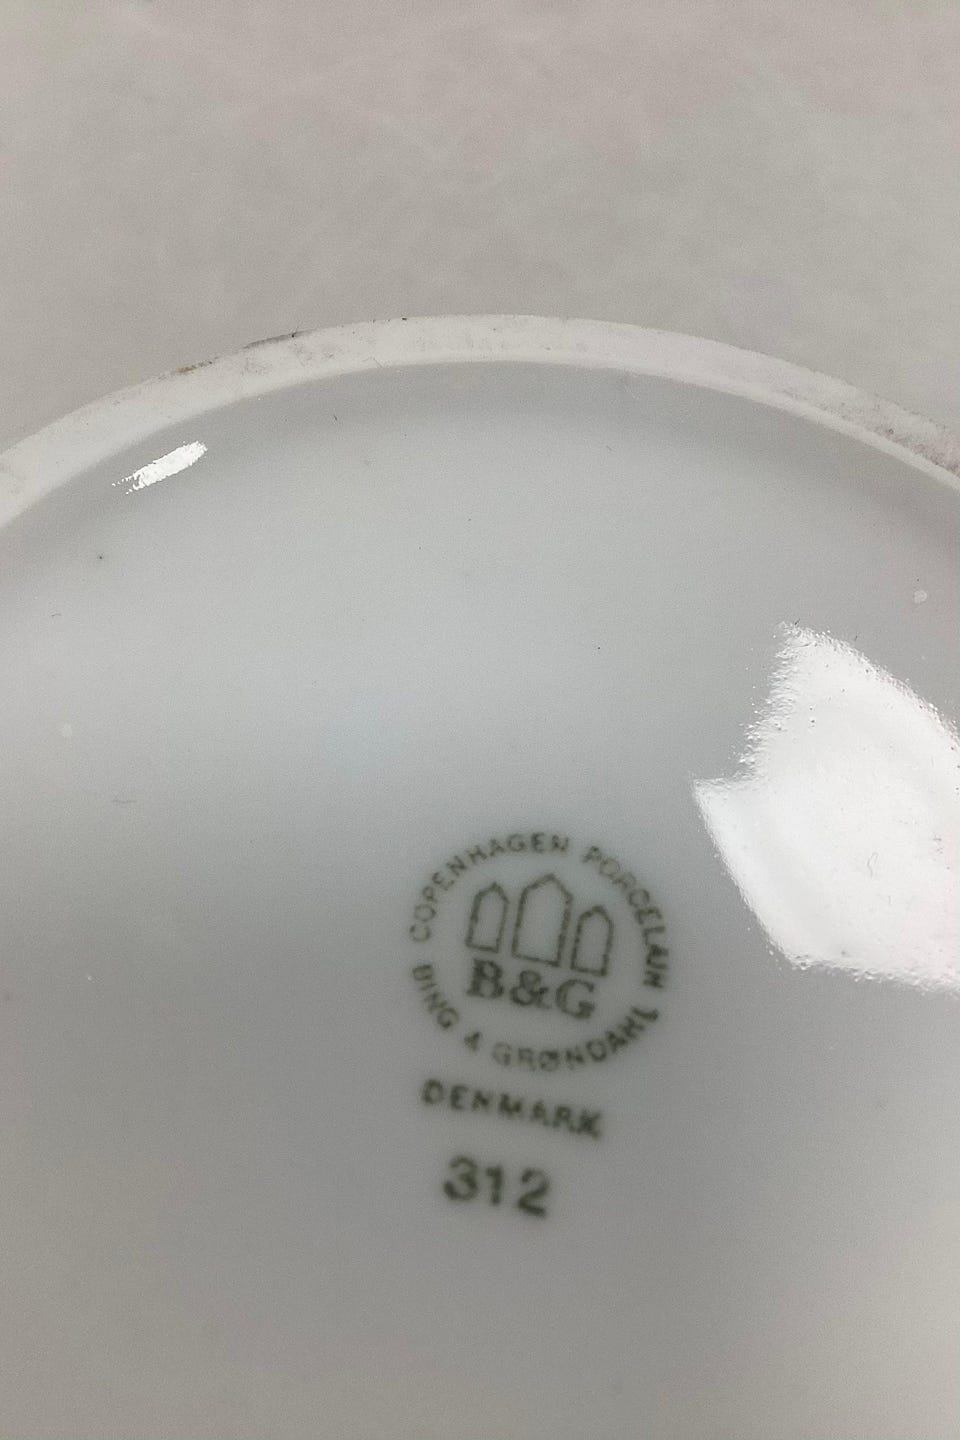 COPENHAGEN PORCELAIN
B&G
BING & GRØNDAHL
DENMARK
312